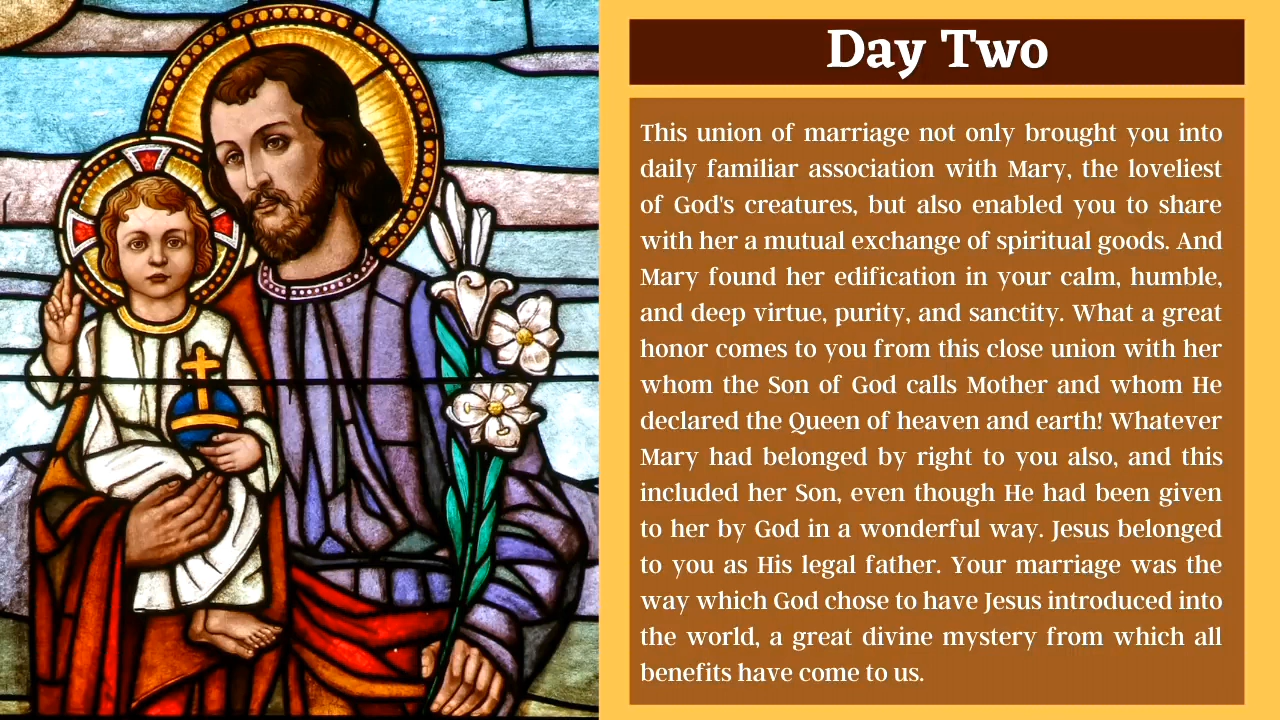 Day Two
This union of marriage not only brought you into
daily familiar association with Mary, the loveliest
of God's creatures, but also enabled you to share
with her a mutual exchange of spiritual goods. And
Mary found her edification in your calm, humble,
and deep virtue, purity, and sanctity. What a great
honor comes to you from this close union with her
whom the Son of God calls Mother and whom He
declared the Queen of heaven and earth! Whatever
Mary had belonged by right to you also, and this
included her Son, even though He had been given
to her by God in a wonderful way. Jesus belonged
to you as His legal father. Your marriage was the
way which God chose to have Jesus introduced into
the world, a great divine mystery from which all
benefits have come to us.